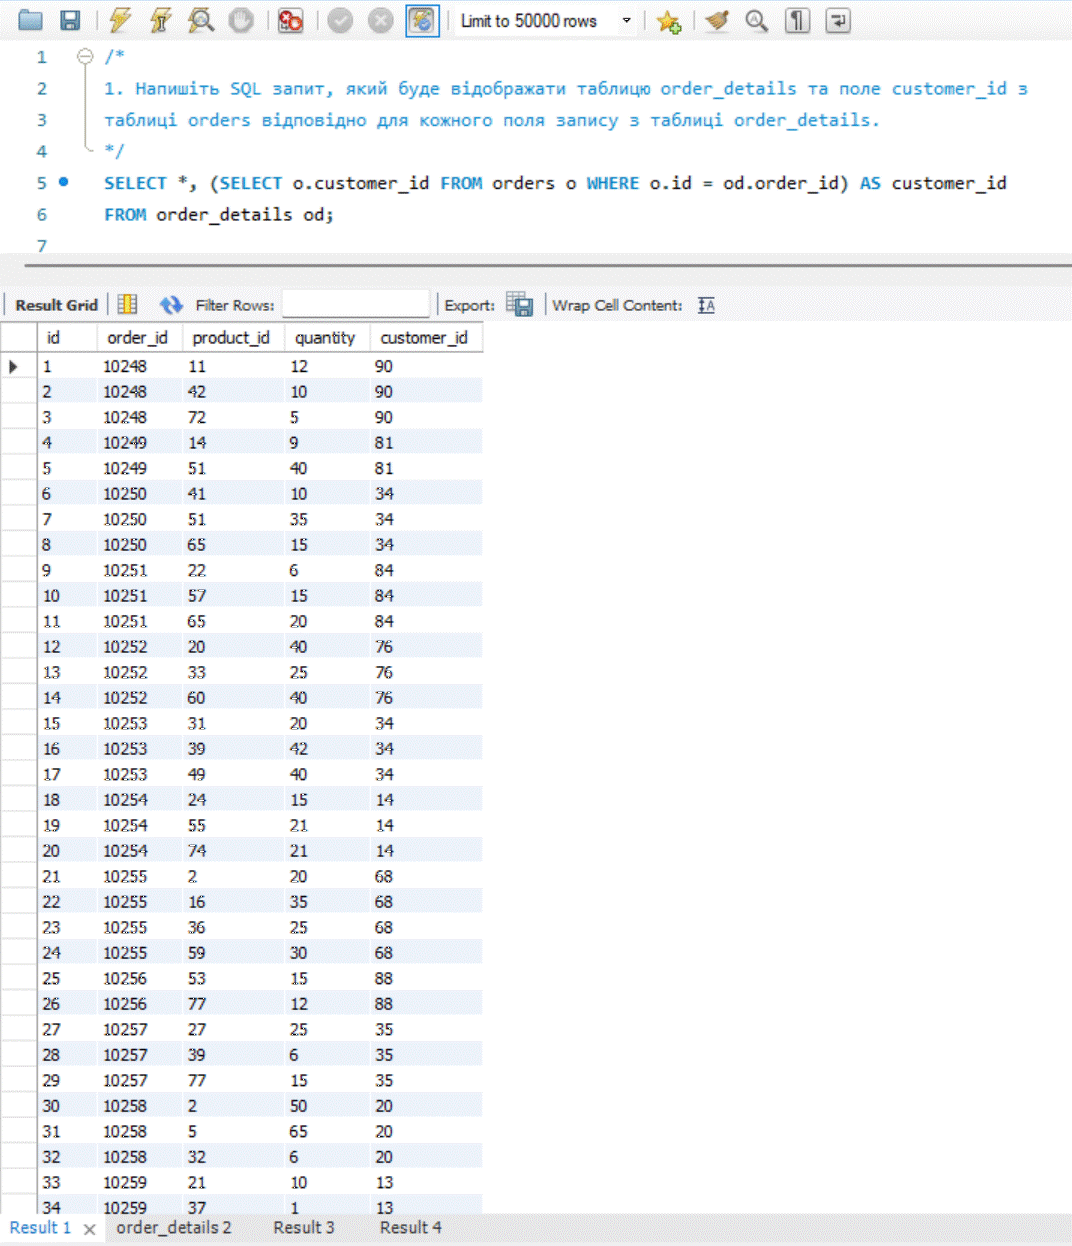 Limit to 50000 rows
1 /*
2 1. Напишіть SQL запит, який буде відображати таблицю order_details та поле customer_id з
3 таблиці orders відповідно для кожного поля запису з таблиці order_details.
4 */
5 SELECT *, (SELECT o.customer_id FROM orders o WHERE o.id = od.order_id) AS customer_id
6 FROM order_details od;
7
Result Grid Filter Rows: Export: Wrap Cell Content:
id order_id product_id quantity customer_id
1 10248 11 12 90
2 10248 42 10 90
3 10248 72 5 90
4 10249 14 9 81
5 10249 51 40 81
6 10250 41 10 34
7 10250 51 35 34
8 10250 65 15 34
9 10251 22 6 84
10 10251 57 15 84
11 10251 65 20 84
12 10252 20 40 76
13 10252 33 25 76
14 10252 60 40 76
15 10253 31 20 34
16 10253 39 42 34
17 10253 49 40 34
18 10254 24 15 14
19 10254 55 21 14
20 10254 74 21 14
21 10255 2 20 68
22 10255 16 35 68
23 10255 36 25 68
24 10255 59 30 68
25 10256 53 15 88
26 10256 77 12 88
27 10257 27 25 35
28 10257 39 6 35
29 10257 77 15 35
30 10258 2 50 20
31 10258 5 65 20
32 10258 32 6 20
33 10259 21 10 13
34 10259 37 1 13
Result 1 order_details 2 Result 3 Result 4